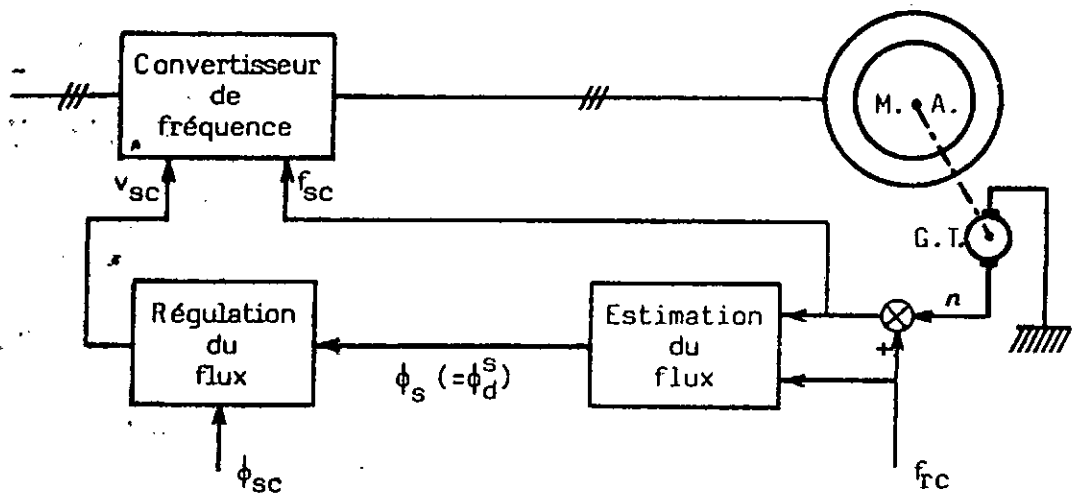 Convertisseur
de
fréquence
~
M. A.
v_sc
f_sc
G.T.
n
Régulation
du
flux
Estimation
du
flux
+
ϕ_s (=ϕ_d^s)
ϕ_sc
f_rc